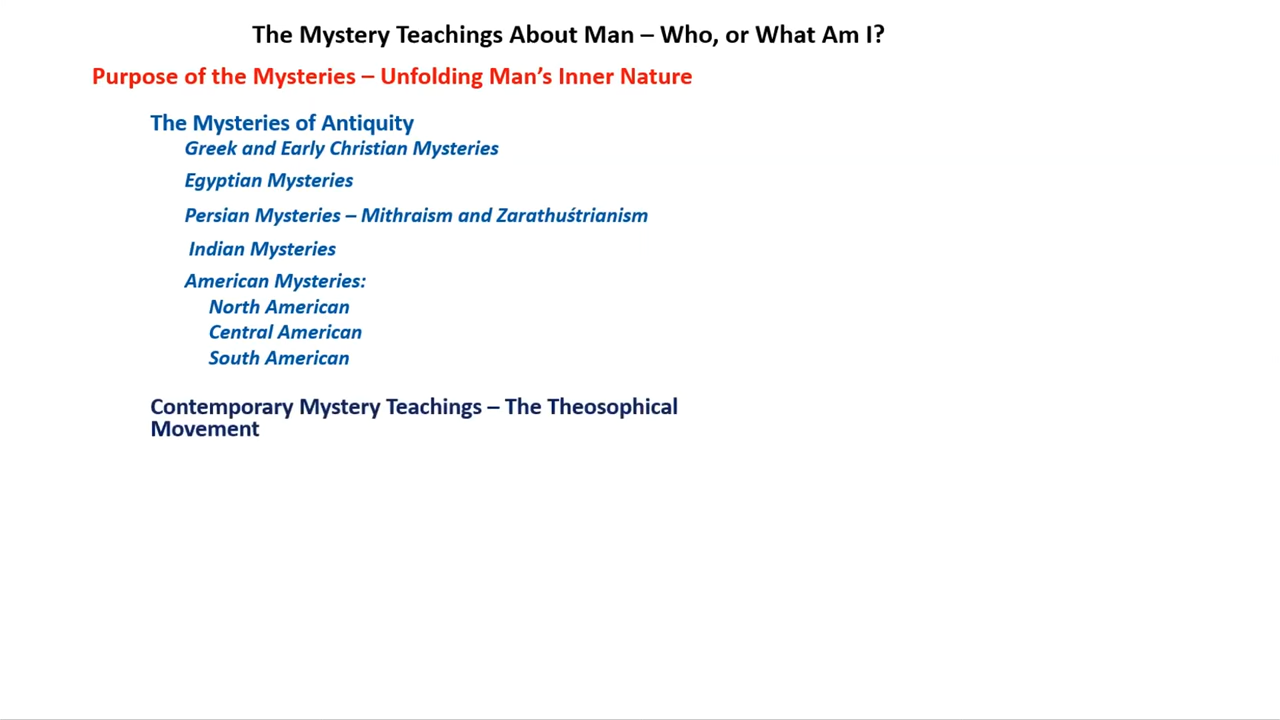 The Mystery Teachings About Man – Who, or What Am I?
Purpose of the Mysteries – Unfolding Man’s Inner Nature
The Mysteries of Antiquity
Greek and Early Christian Mysteries
Egyptian Mysteries
Persian Mysteries – Mithraism and Zarathuśtrianism
Indian Mysteries
American Mysteries:
North American
Central American
South American
Contemporary Mystery Teachings – The Theosophical
Movement